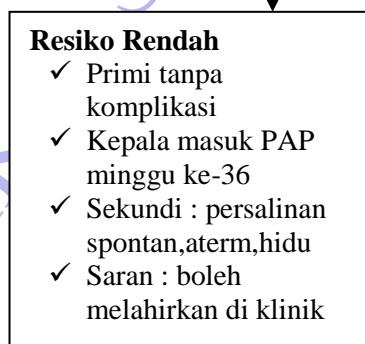 Resiko Rendah
✓ Primi tanpa
komplikasi
✓ Kepala masuk PAP
minggu ke-36
✓ Sekundi : persalinan
spontan,aterm,hidu
✓ Saran : boleh
melahirkan di klinik